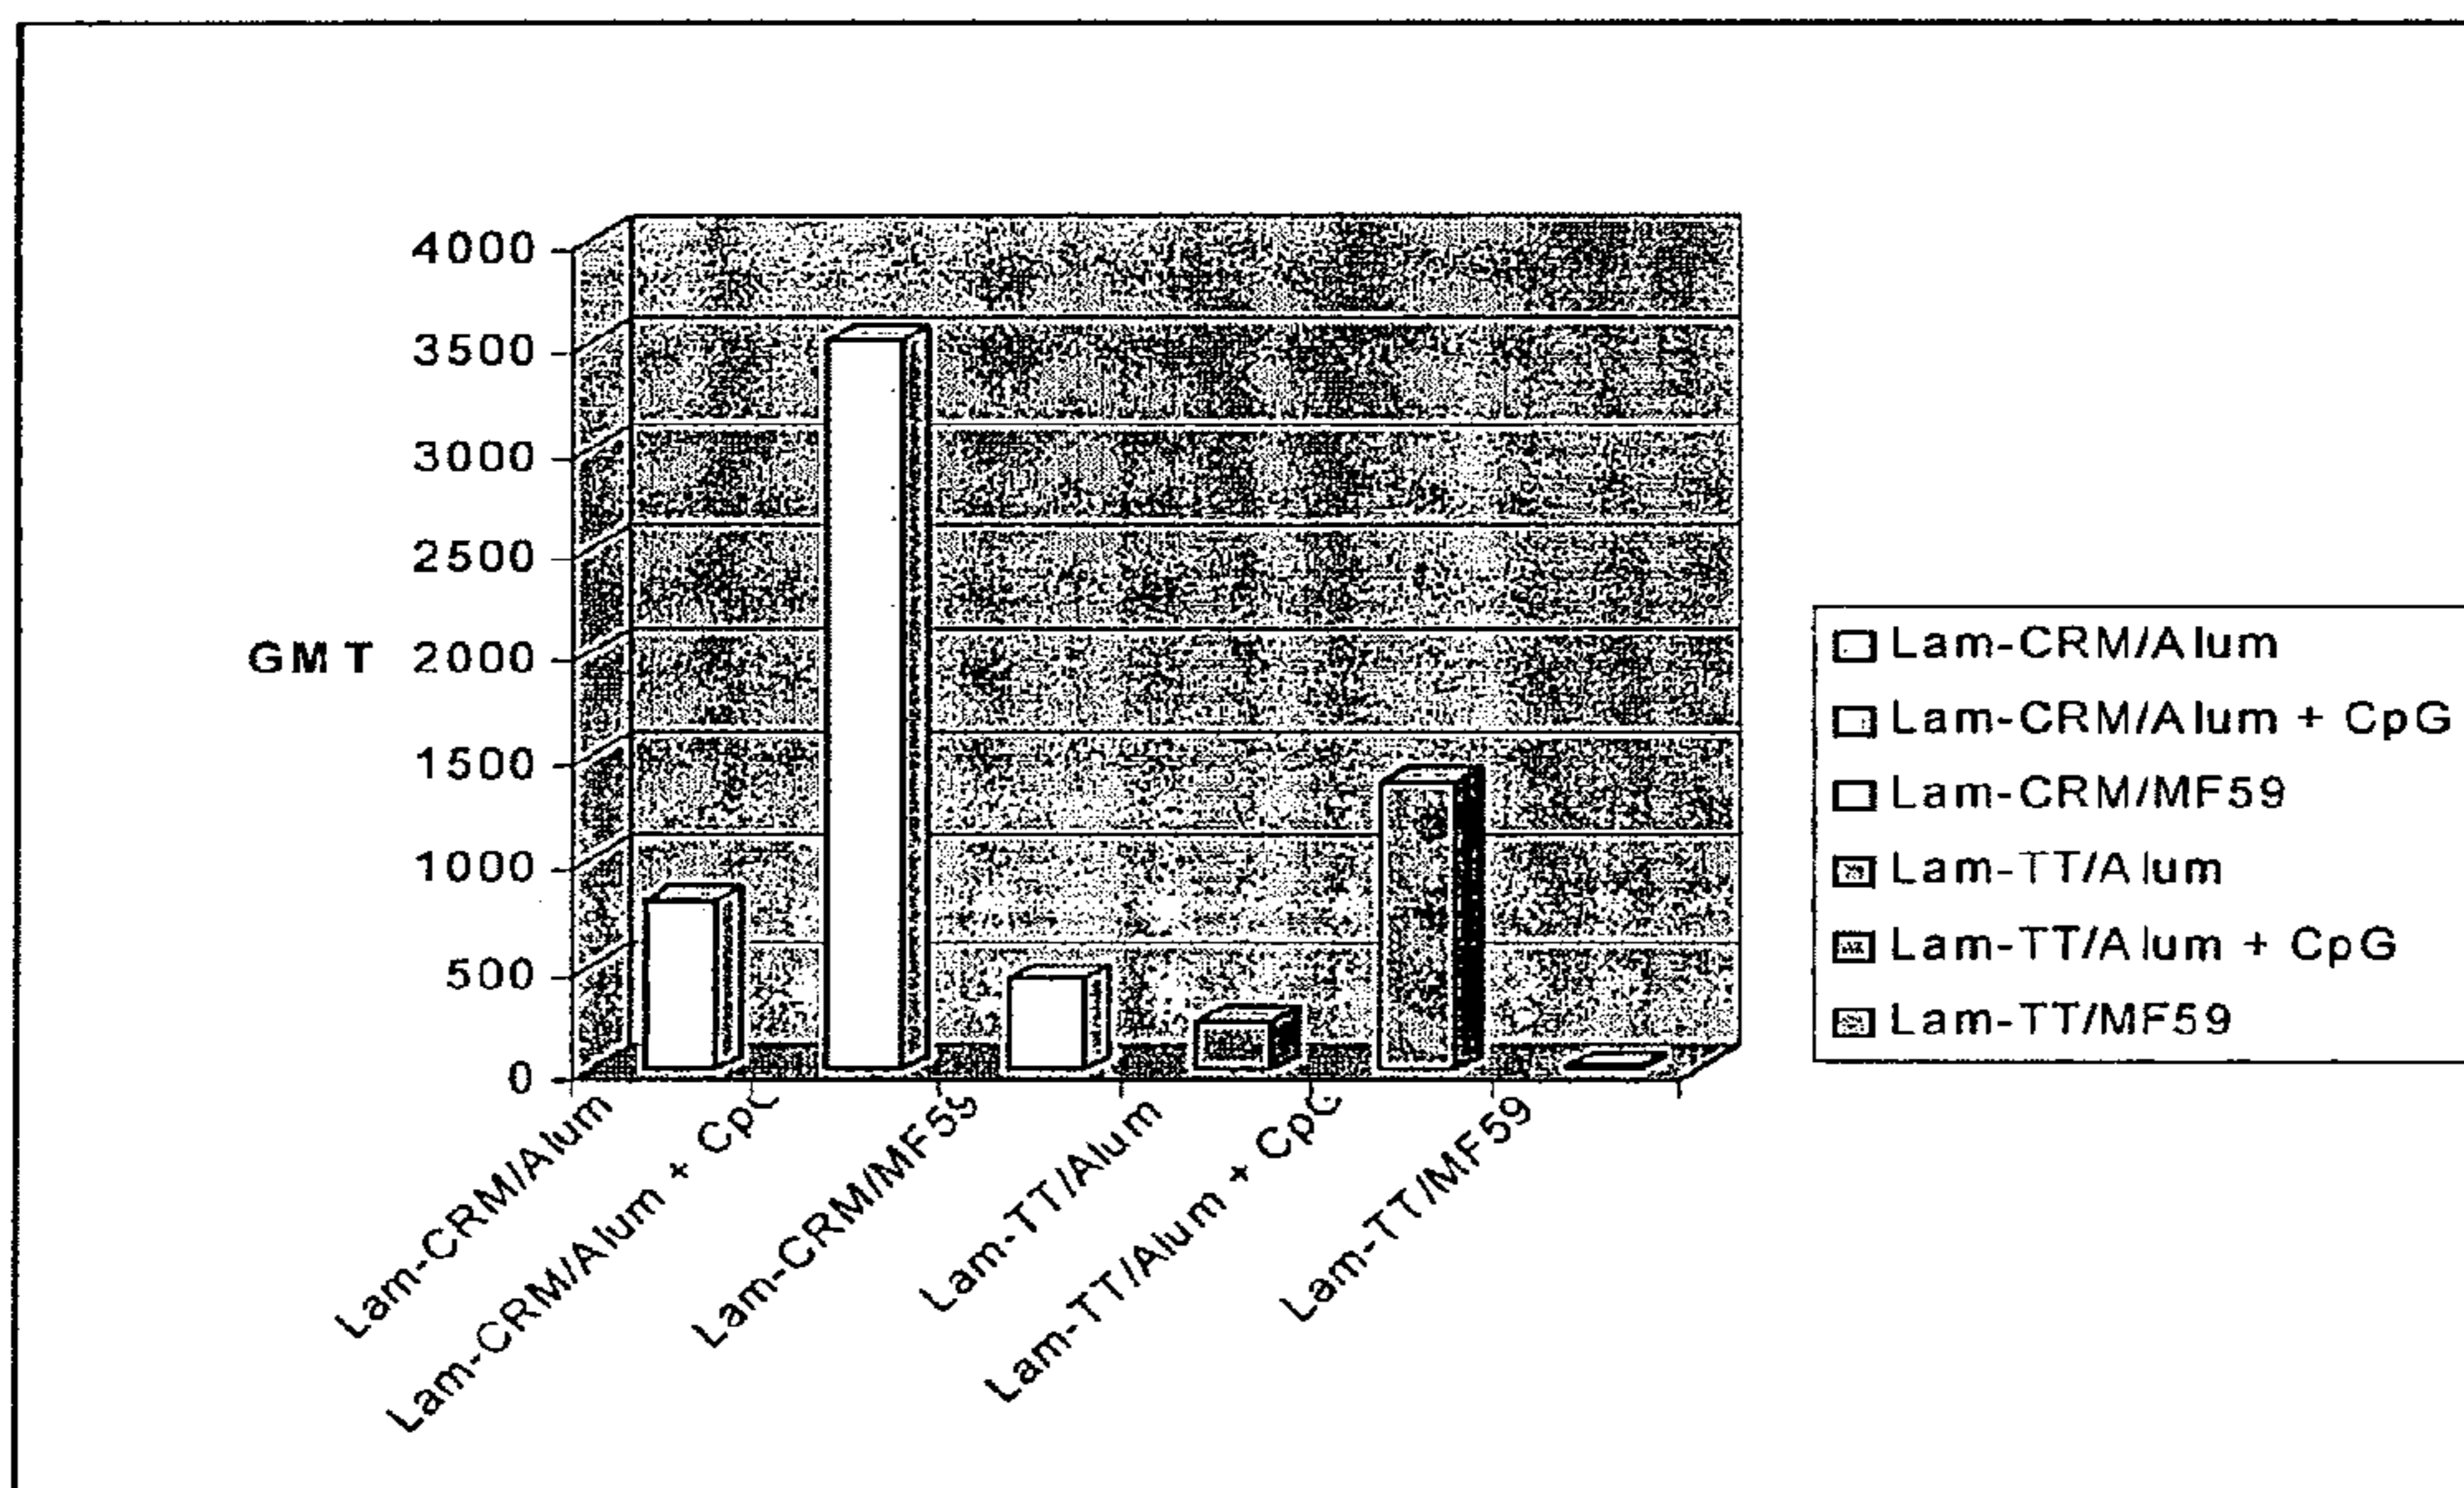 4000
3500
3000
2500
GMT 2000
1500
1000
500
0
Lam-CRM/Alum
Lam-CRM/Alum + CpG
Lam-CRM/MF59
Lam-TT/Alum
Lam-TT/Alum + CpG
Lam-TT/MF59
Lam-CRM/Alum
Lam-CRM/Alum + CpG
Lam-CRM/MF59
Lam-TT/Alum
Lam-TT/Alum + CpG
Lam-TT/MF59